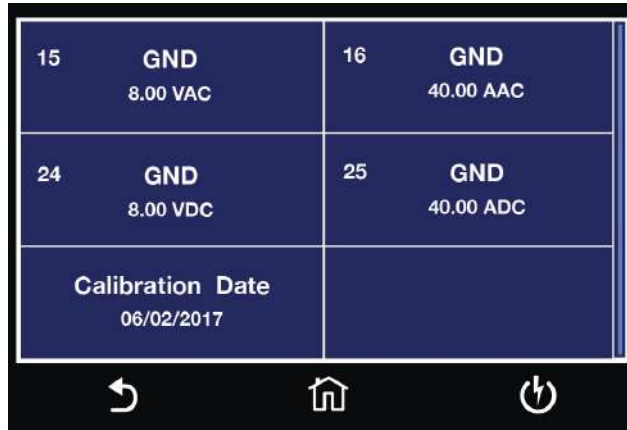 15 GND
8.00 VAC
16 GND
40.00 AAC
24 GND
8.00 VDC
25 GND
40.00 ADC
Calibration Date
06/02/2017